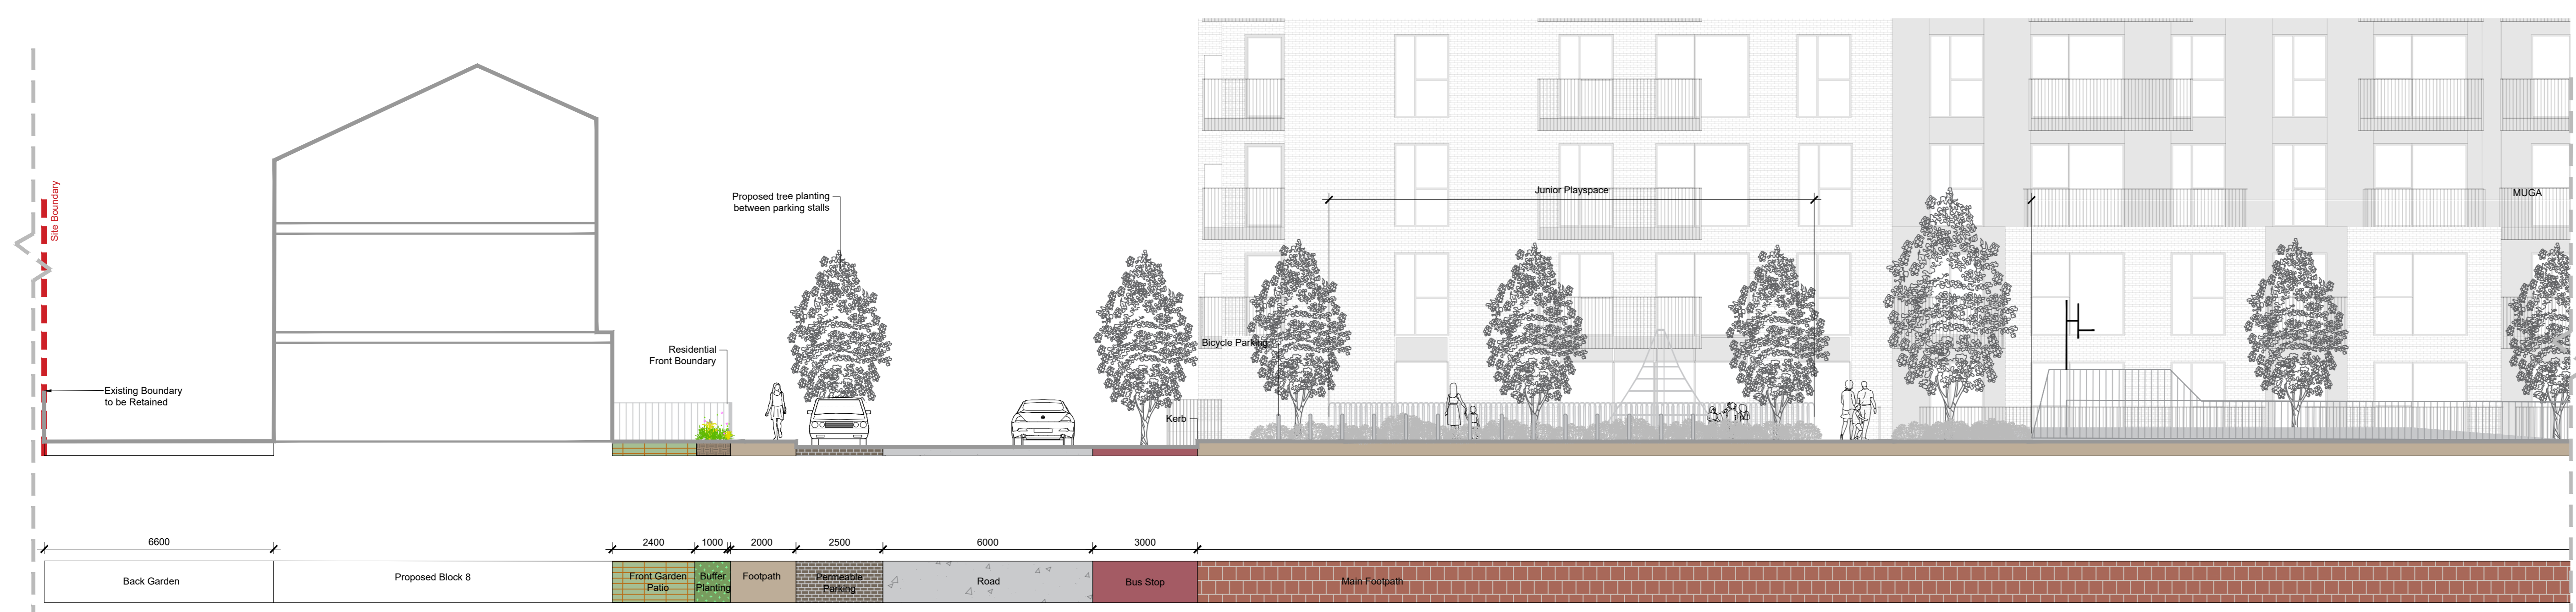 Site Boundary
Existing Boundary
to be Retained
Residential
Front Boundary
Proposed tree planting
between parking stalls
Kerb
Bicycle Parking
Junior Playspace
MUGA
6600
2400
1000
2000
2500
6000
3000
Back Garden
Proposed Block 8
Front Garden
Patio
Buffer
Planting
Footpath
Permeable
Parking
Road
Bus Stop
Main Footpath